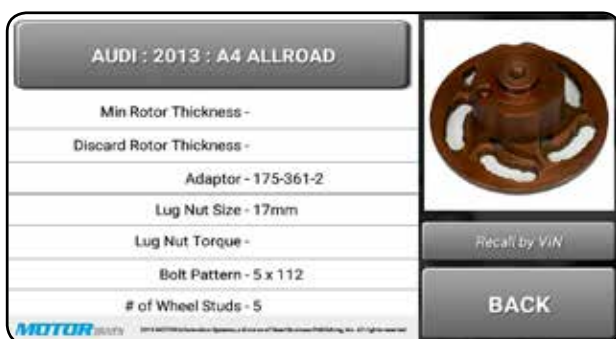 AUDI : 2013 : A4 ALLROAD
Min Rotor Thickness -
Discard Rotor Thickness -
Adaptor - 175-361-2
Lug Nut Size - 17mm
Lug Nut Torque -
Bolt Pattern - 5 x 112
# of Wheel Studs - 5
MOTOR
Recall by VIN
BACK